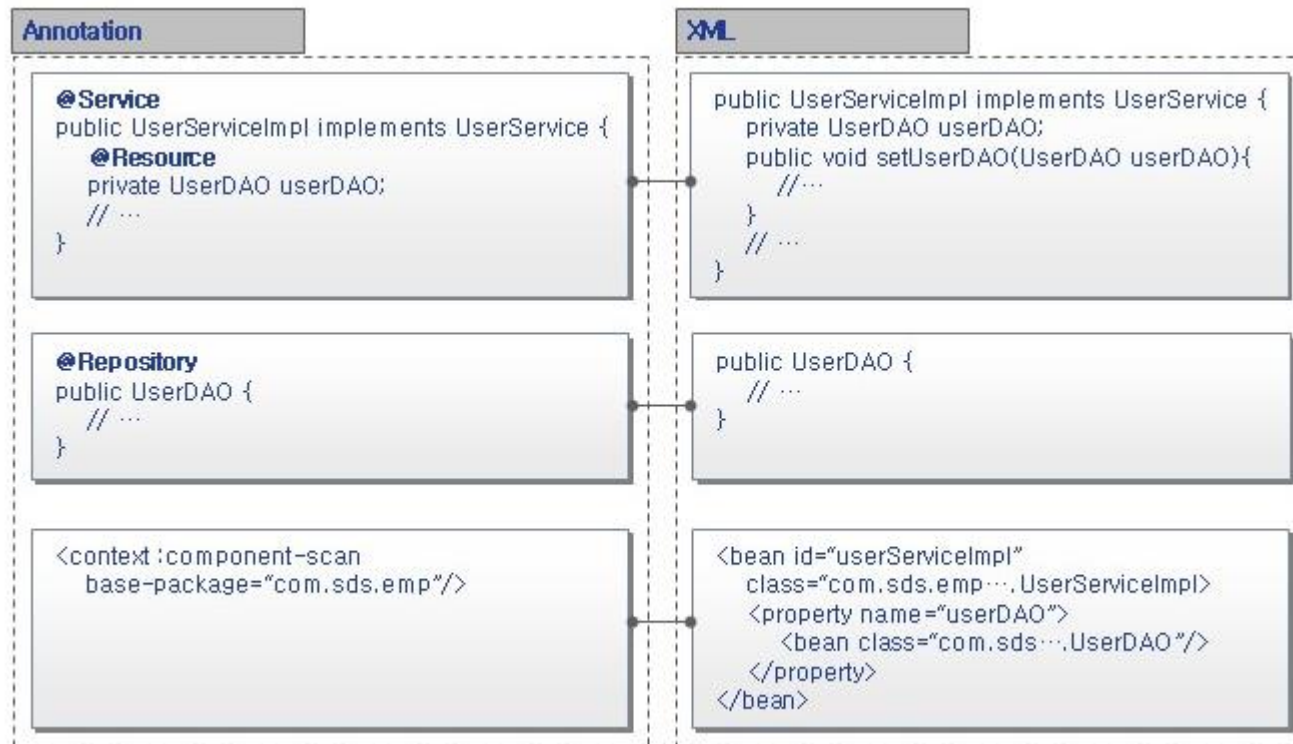 Annotation
@Service
public UserServiceImpl implements UserService {
@Resource
private UserDAO userDAO;
// ⋯
}
@Repository
public UserDAO {
// ⋯
}
<context:component-scan
base-package=“com.sds.emp”/>
XML
public UserServiceImpl implements UserService {
private UserDAO userDAO;
public void setUserDAO(UserDAO userDAO){
//⋯
}
// ⋯
}
public UserDAO {
// ⋯
}
<bean id=“userServiceImpl”
class=“com.sds.emp⋯.UserServiceImpl>
<property name=“userDAO”>
<bean class=“com.sds⋯.UserDAO”/>
</property>
</bean>